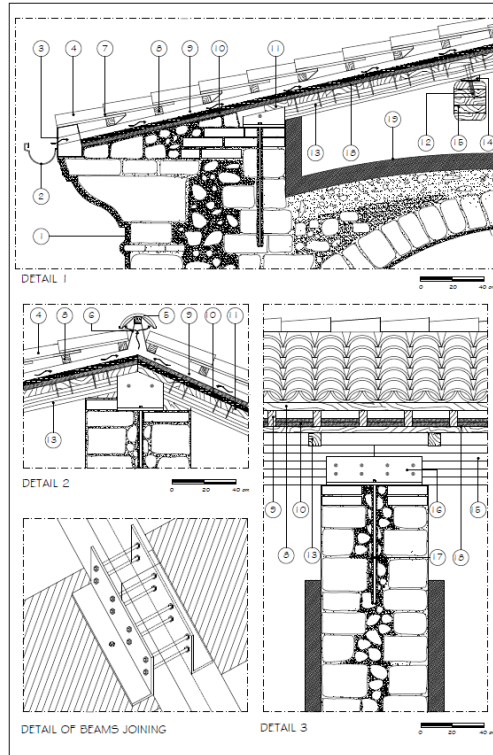 3 4 7 8 9 10 11
2
1
19
13 18 12 15 14
DETAIL 1
0 20 40
4 8 6 5 9 10 11
13
DETAIL 2
0 20 40
9 10 16 15
8 13 17 18
DETAIL OF BEAMS JOINING
DETAIL 3
0 20 40